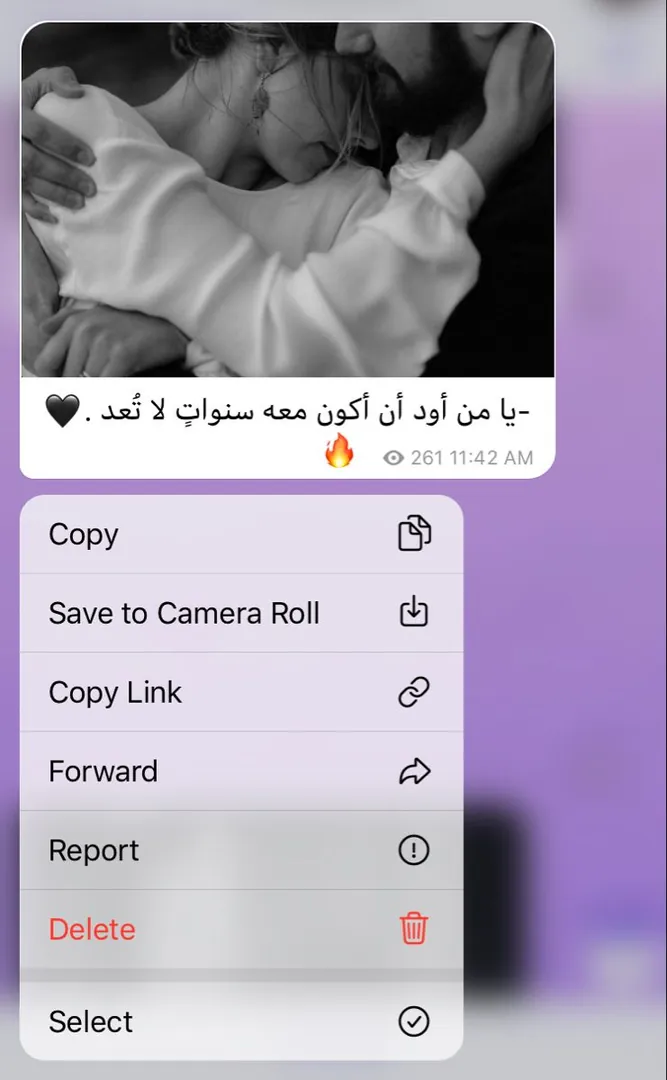 -يا من أود أن أكون معه سنواتٍ لا تُعد .🖤
🔥 261 11:42 AM
Copy
Save to Camera Roll
Copy Link
Forward
Report
Delete
Select